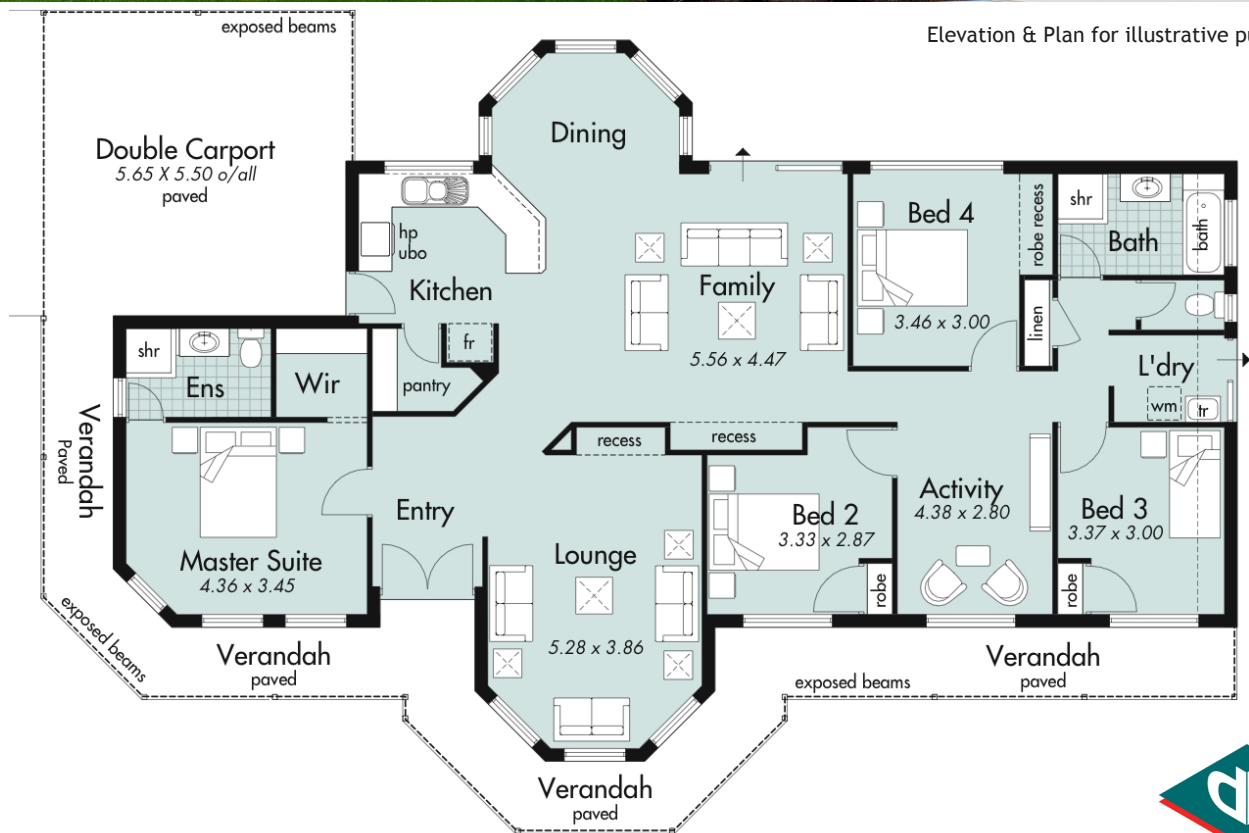 exposed beams
Elevation & Plan for illustrative
Double Carport
5.65 X 5.50 o/all
paved
Dining
hp
ubo
Kitchen
Family
5.56 x 4.47
Bed 4
3.46 x 3.00
robe recess
shr
Bath
bath
linen
L'dry
wm
tr
fr
pantry
shr
Ens
Wir
Verandah
Paved
Master Suite
4.36 x 3.45
Entry
recess
recess
Lounge
5.28 x 3.86
Bed 2
3.33 x 2.87
robe
Activity
4.38 x 2.80
Bed 3
3.37 x 3.00
robe
exposed beams
Verandah
paved
Verandah
paved
exposed beams
Verandah
paved